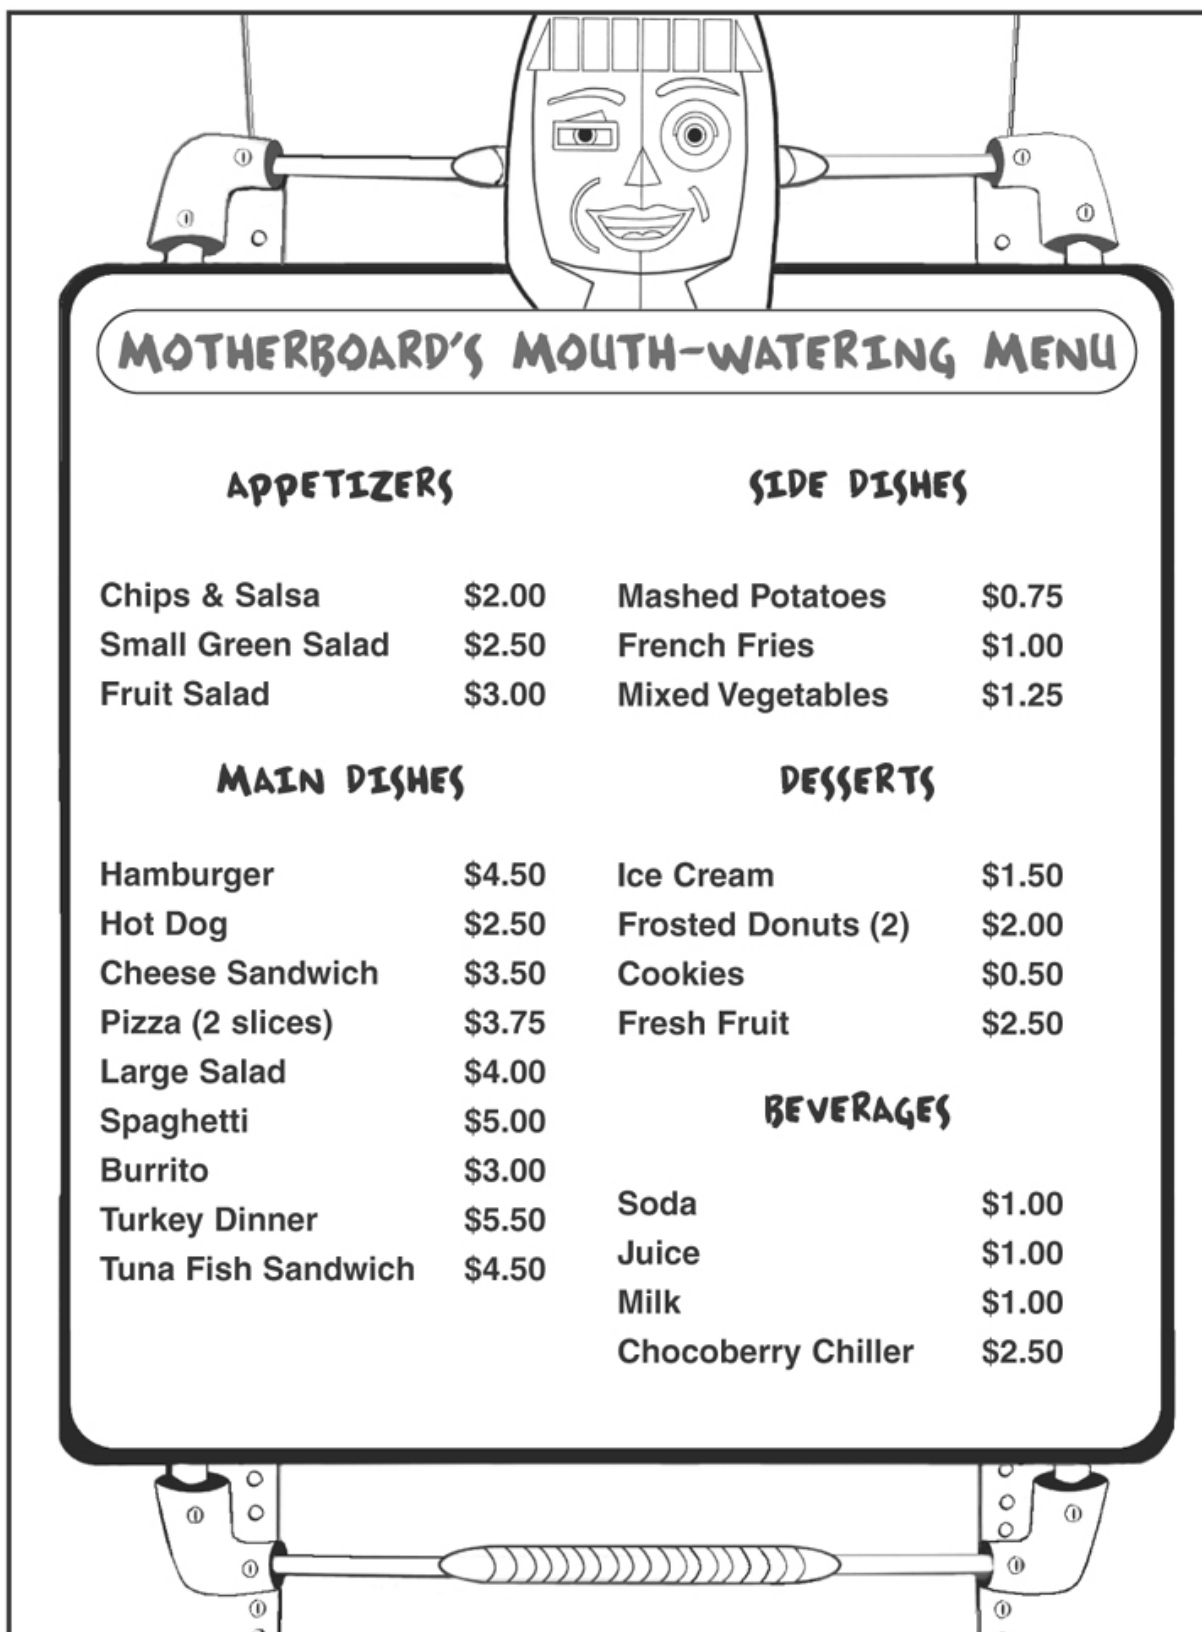 MOTHERBOARD'S MOUTH-WATERING MENU
APPETIZERS
Chips & Salsa $2.00
Small Green Salad $2.50
Fruit Salad $3.00
MAIN DISHES
Hamburger $4.50
Hot Dog $2.50
Cheese Sandwich $3.50
Pizza (2 slices) $3.75
Large Salad $4.00
Spaghetti $5.00
Burrito $3.00
Turkey Dinner $5.50
Tuna Fish Sandwich $4.50
SIDE DISHES
Mashed Potatoes $0.75
French Fries $1.00
Mixed Vegetables $1.25
DESSERTS
Ice Cream $1.50
Frosted Donuts (2) $2.00
Cookies $0.50
Fresh Fruit $2.50
BEVERAGES
Soda $1.00
Juice $1.00
Milk $1.00
Chocoberry Chiller $2.50